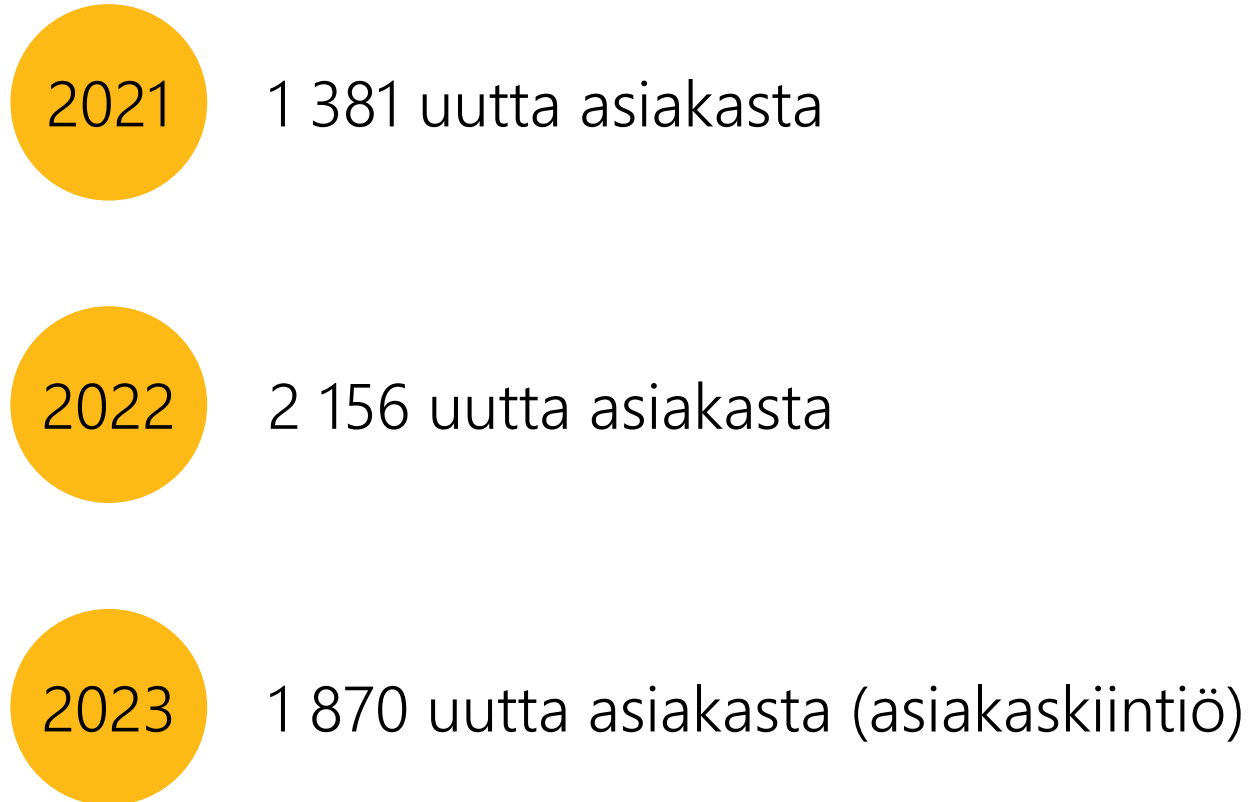 2021 1 381 uutta asiakasta
2022 2 156 uutta asiakasta
2023 1 870 uutta asiakasta (asiakaskiintiö)